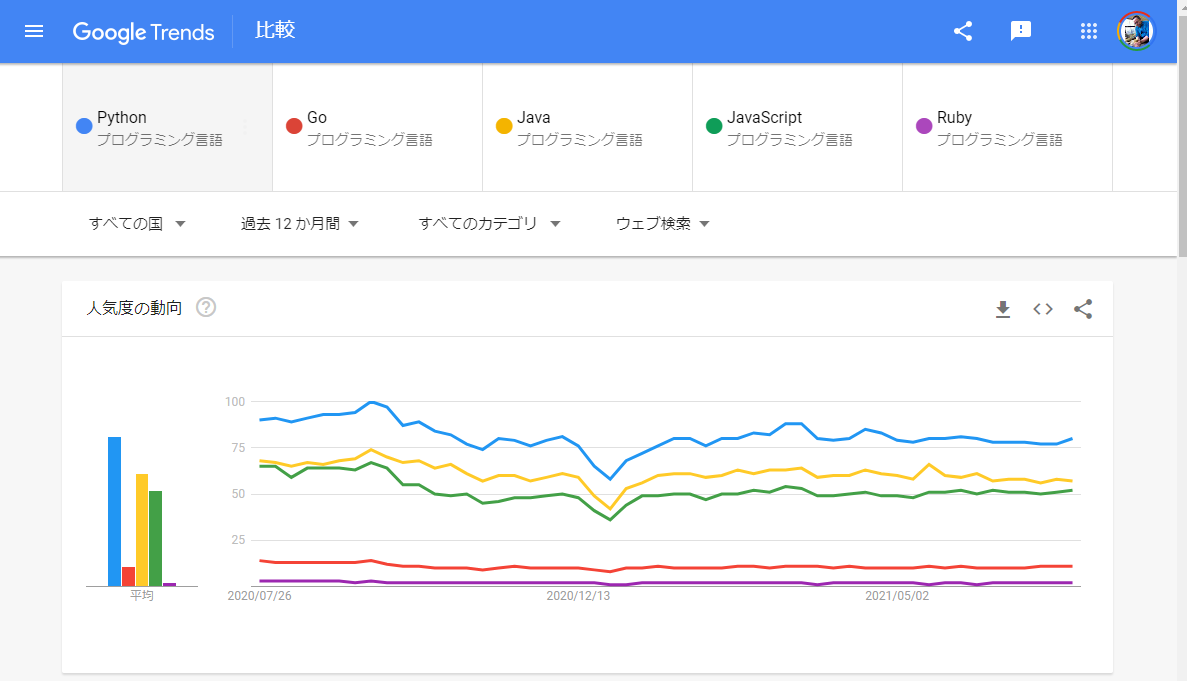 Google Trends 比較
Python
プログラミング言語
Go
プログラミング言語
Java
プログラミング言語
JavaScript
プログラミング言語
Ruby
プログラミング言語
すべての国 過去 12 か月間 すべてのカテゴリ ウェブ検索
人気度の動向 ?
100
75
50
25
平均 2020/07/26 2020/12/13 2021/05/02